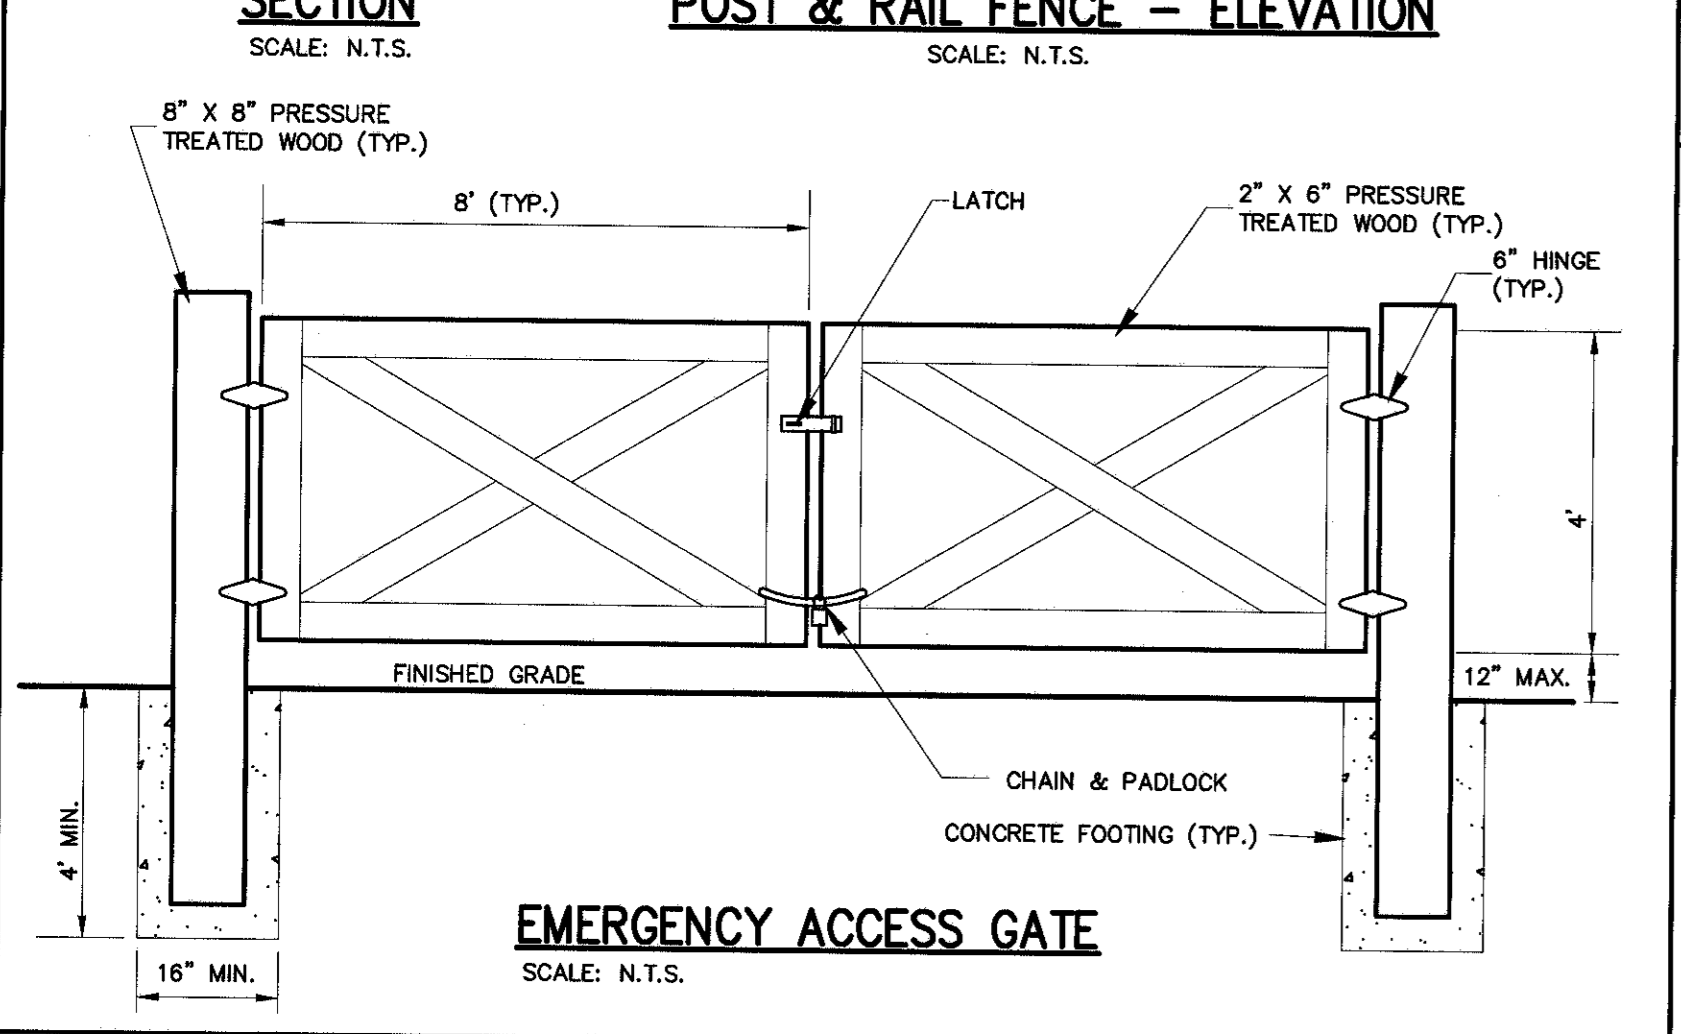 SECTION
SCALE: N.T.S.
POST & RAIL FENCE – ELEVATION
SCALE: N.T.S.
8" X 8" PRESSURE
TREATED WOOD (TYP.)
8' (TYP.)
LATCH
2" X 6" PRESSURE
TREATED WOOD (TYP.)
6" HINGE
(TYP.)
4'
FINISHED GRADE
12" MAX.
4' MIN.
CHAIN & PADLOCK
CONCRETE FOOTING (TYP.)
16" MIN.
EMERGENCY ACCESS GATE
SCALE: N.T.S.